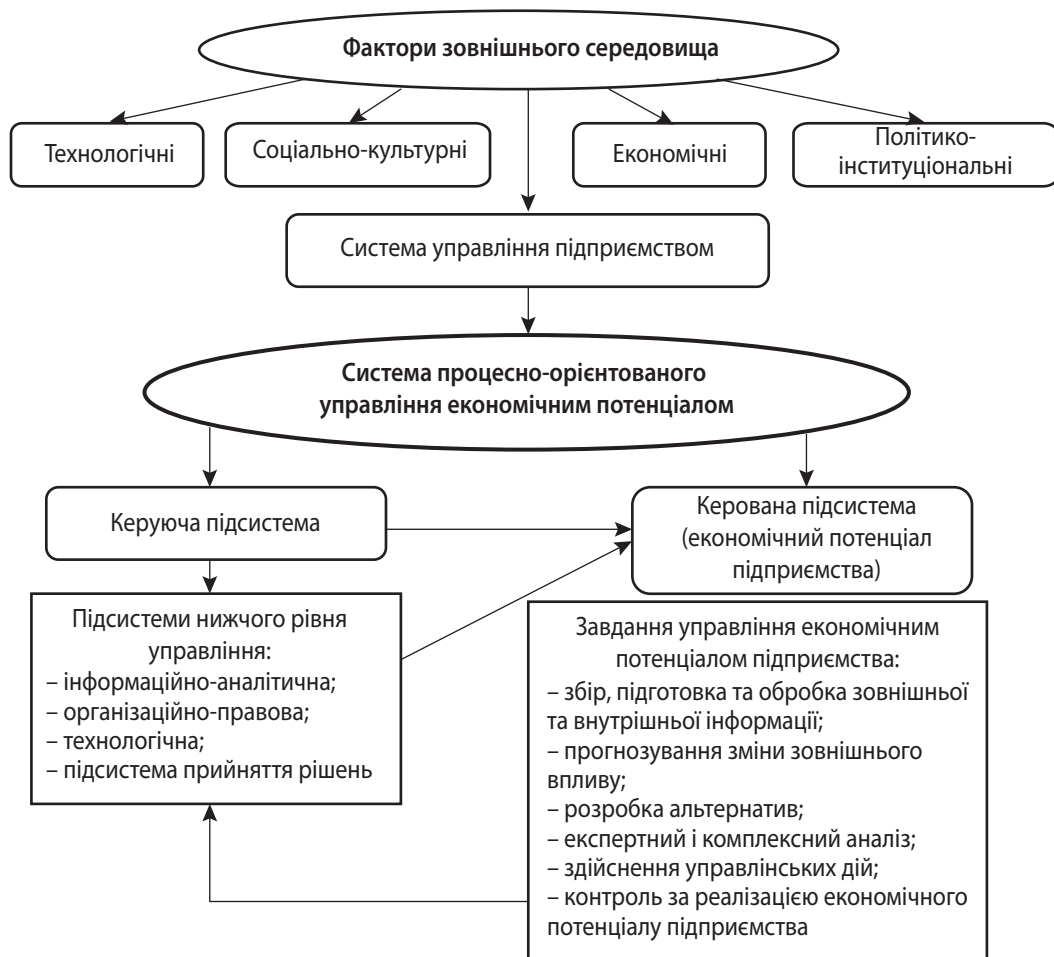 Фактори зовнішнього середовища
Технологічні
Соціально-культурні
Економічні
Політико-
інституціональні
Система управління підприємством
Система процесно-орієнтованого
управління економічним потенціалом
Керуюча підсистема
Керована підсистема
(економічний потенціал
підприємства)
Підсистеми нижчого рівня
управління:
– інформаційно-аналітична;
– організаційно-правова;
– технологічна;
– підсистема прийняття рішень
Завдання управління економічним
потенціалом підприємства:
– збір, підготовка та обробка зовнішньої
та внутрішньої інформації;
– прогнозування зміни зовнішнього
впливу;
– розробка альтернатив;
– експертний і комплексний аналіз;
– здійснення управлінських дій;
– контроль за реалізацією економічного
потенціалу підприємства